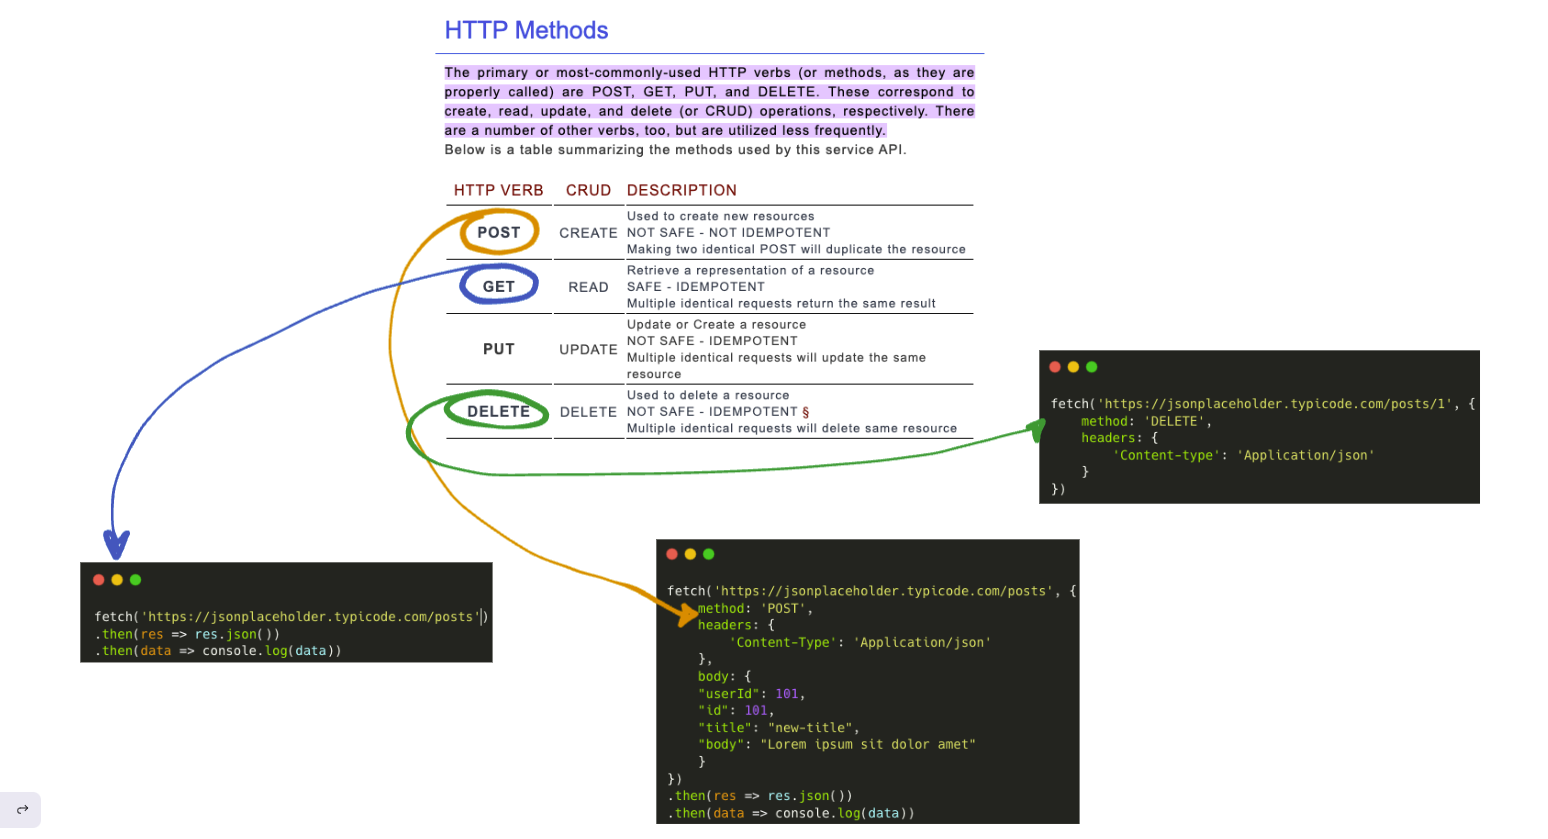 HTTP Methods
The primary or most-commonly-used HTTP verbs (or methods, as they are
properly called) are POST, GET, PUT, and DELETE. These correspond to
create, read, update, and delete (or CRUD) operations, respectively. There
are a number of other verbs, too, but are utilized less frequently.
Below is a table summarizing the methods used by this service API.
HTTP VERB CRUD DESCRIPTION
POST CREATE Used to create new resources
NOT SAFE - NOT IDEMPOTENT
Making two identical POST will duplicate the resource
GET READ Retrieve a representation of a resource
SAFE - IDEMPOTENT
Multiple identical requests return the same result
PUT UPDATE Update or Create a resource
NOT SAFE - IDEMPOTENT
Multiple identical requests will update the same
resource
DELETE DELETE Used to delete a resource
NOT SAFE - IDEMPOTENT §
Multiple identical requests will delete same resource
fetch('https://jsonplaceholder.typicode.com/posts/1', {
method: 'DELETE',
headers: {
'Content-type': 'Application/json'
}
})
fetch('https://jsonplaceholder.typicode.com/posts')
.then(res => res.json())
.then(data => console.log(data))
fetch('https://jsonplaceholder.typicode.com/posts', {
method: 'POST',
headers: {
'Content-Type': 'Application/json'
},
body: {
"userId": 101,
"id": 101,
"title": "new-title",
"body": "Lorem ipsum sit dolor amet"
}
})
.then(res => res.json())
.then(data => console.log(data))